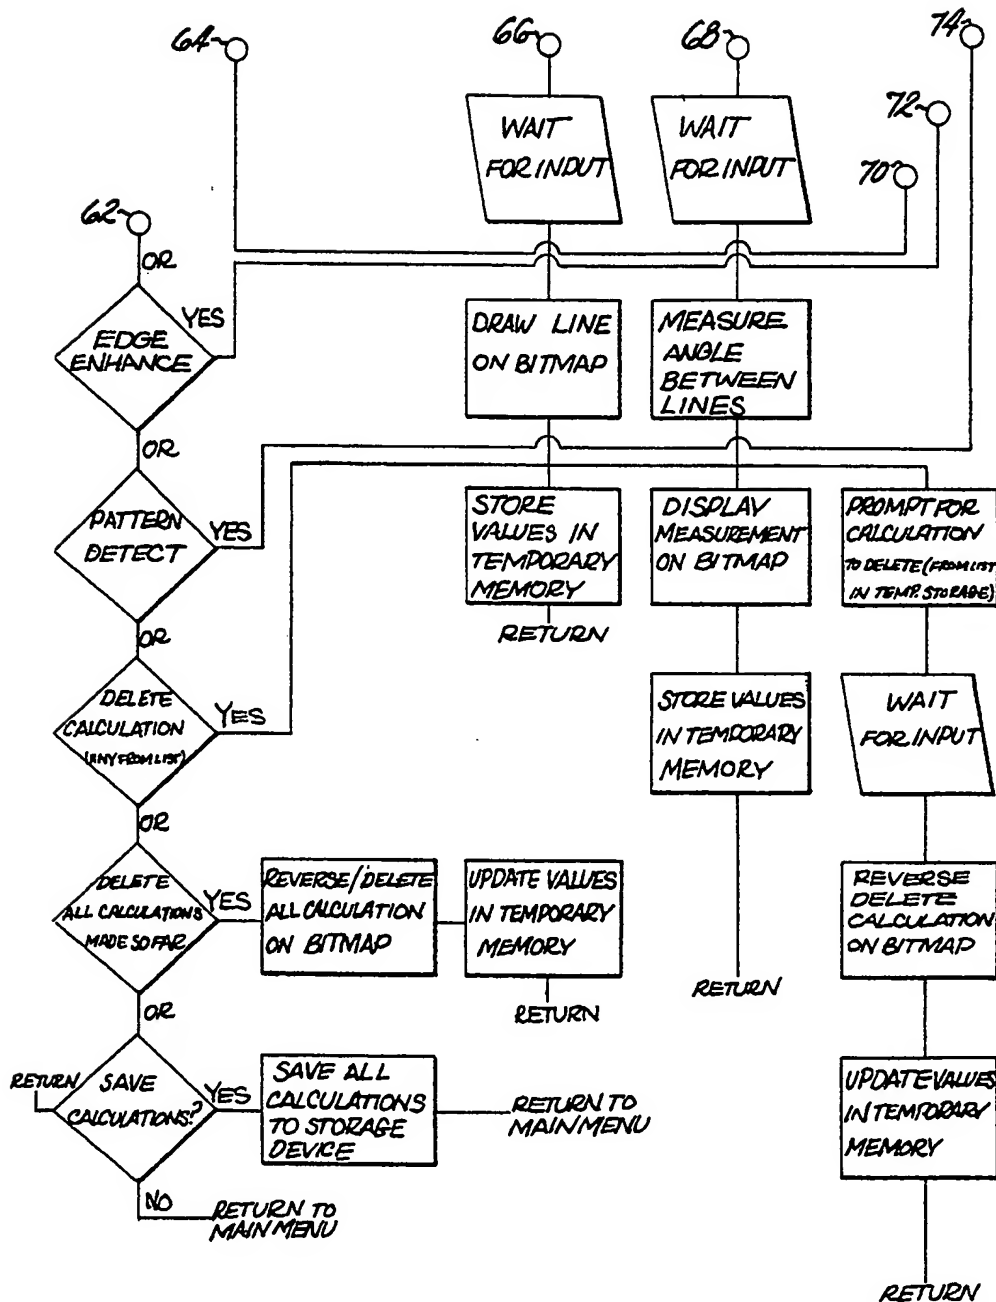 64
66
68
74
72
70
62
WAIT
FOR INPUT
WAIT
FOR INPUT
OR
EDGE
ENHANCE
YES
DRAW LINE
ON BITMAP
MEASURE
ANGLE
BETWEEN
LINES
OR
PATTERN
DETECT
YES
STORE
VALUES IN
TEMPORARY
MEMORY
RETURN
DISPLAY
MEASUREMENT
ON BITMAP
PROMPT FOR
CALCULATION
TO DELETE (FROM LIST
IN TEMP. STORAGE)
OR
DELETE
CALCULATION
(ANY FROM LIST)
YES
STORE VALUES
IN TEMPORARY
MEMORY
RETURN
WAIT
FOR INPUT
OR
DELETE
ALL CALCULATIONS
MADE SO FAR
YES
REVERSE/DELETE
ALL CALCULATION
ON BITMAP
UPDATE VALUES
IN TEMPORARY
MEMORY
RETURN
REVERSE
DELETE
CALCULATION
ON BITMAP
OR
RETURN
SAVE
CALCULATIONS?
YES
SAVE ALL
CALCULATIONS
TO STORAGE
DEVICE
RETURN TO
MAIN MENU
NO
RETURN TO
MAIN MENU
UPDATE VALUES
IN TEMPORARY
MEMORY
RETURN